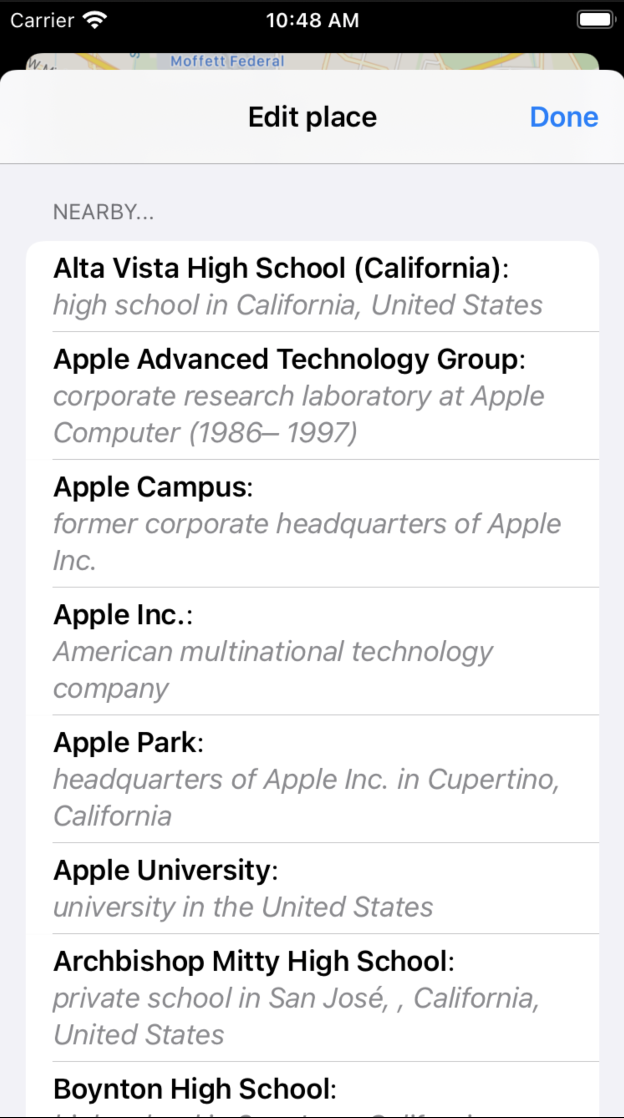 Carrier 10:48 AM
Moffett Federal
Edit place
Done
NEARBY...
Alta Vista High School (California):
high school in California, United States
Apple Advanced Technology Group:
corporate research laboratory at Apple
Computer (1986– 1997)
Apple Campus:
former corporate headquarters of Apple
Inc.
Apple Inc.:
American multinational technology
company
Apple Park:
headquarters of Apple Inc. in Cupertino,
California
Apple University:
university in the United States
Archbishop Mitty High School:
private school in San José, , California,
United States
Boynton High School: